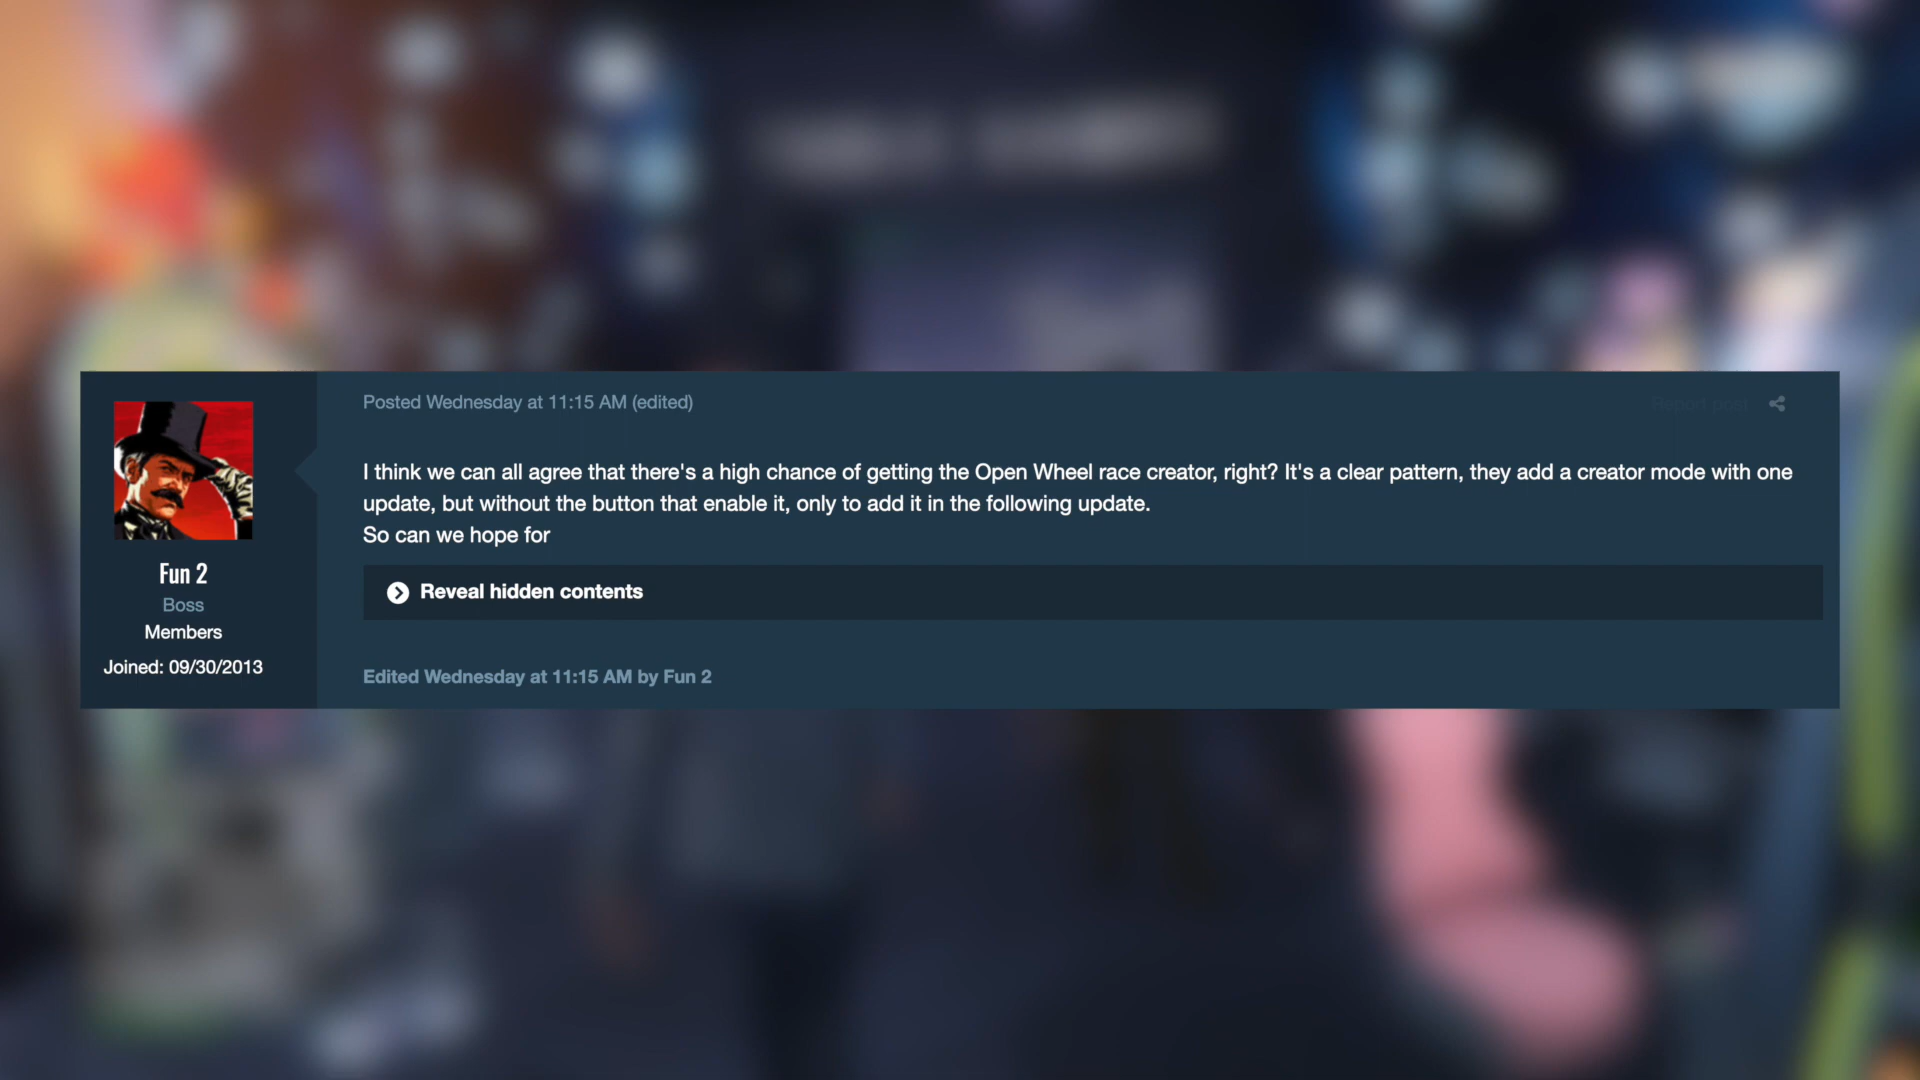 Posted Wednesday at 11:15 AM (edited)
Report post
I think we can all agree that there's a high chance of getting the Open Wheel race creator, right? It's a clear pattern, they add a creator mode with one
update, but without the button that enable it, only to add it in the following update.
So can we hope for
Reveal hidden contents
Edited Wednesday at 11:15 AM by Fun 2
Fun 2
Boss
Members
Joined: 09/30/2013